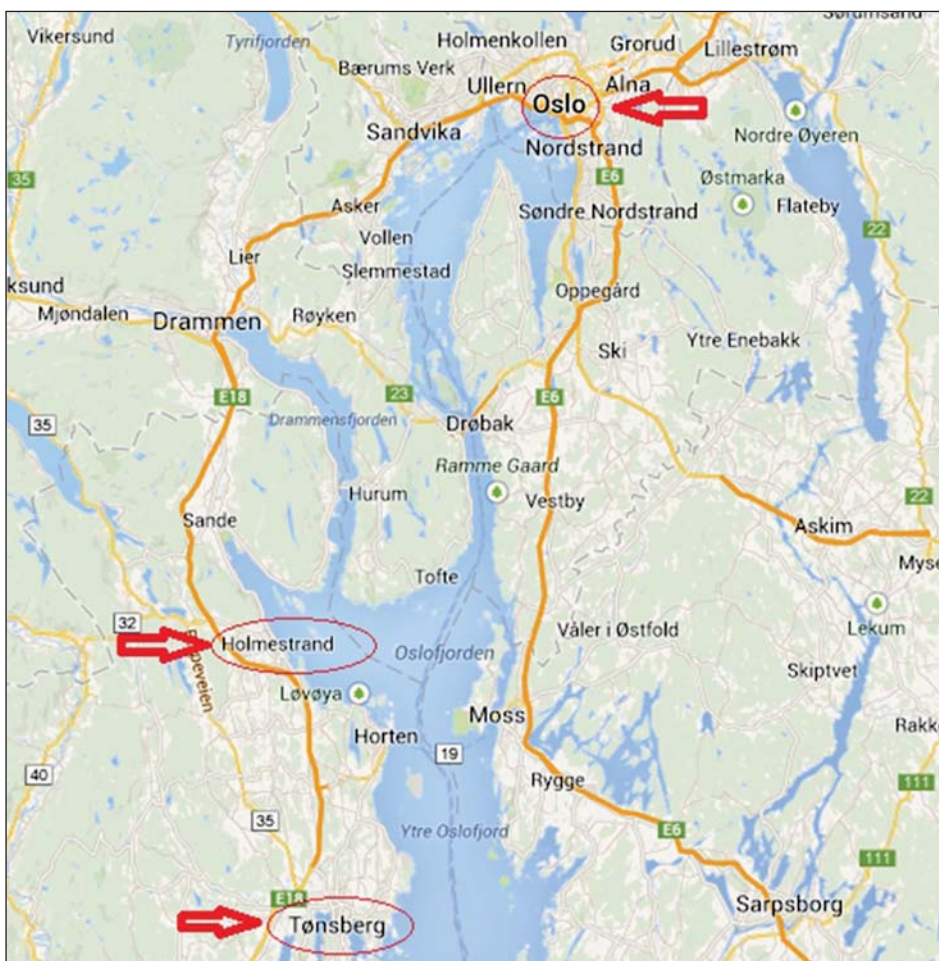 Sørumsand
Vikersund
Tyrifjorden
Holmenkollen
Grorud
Lillestrøm
Bærums Verk
Ullern
Alna
Oslo
Sandvika
Nordre Øyeren
Nordstrand
35
E6
Østmarka
Asker
Søndre Nordstrand
Flateby
22
Vollen
Lier
Slemmestad
ksund
Oppegård
Mjøndalen
Drammen
Røyken
Ytre Enebakk
Ski
E18
23
E6
Drammensfjorden
Drøbak
35
Ramme Gaard
Hurum
Vestby
22
Sande
Askim
Myse
Tofte
32
Holmestrand
Oslofjorden
Våler i Østfold
Lekum
Skiptvet
Løvøya
Moss
Horten
19
Rakke
40
Rygge
111
35
Ytre Oslofjord
E6
111
E18
Tønsberg
Sarpsborg